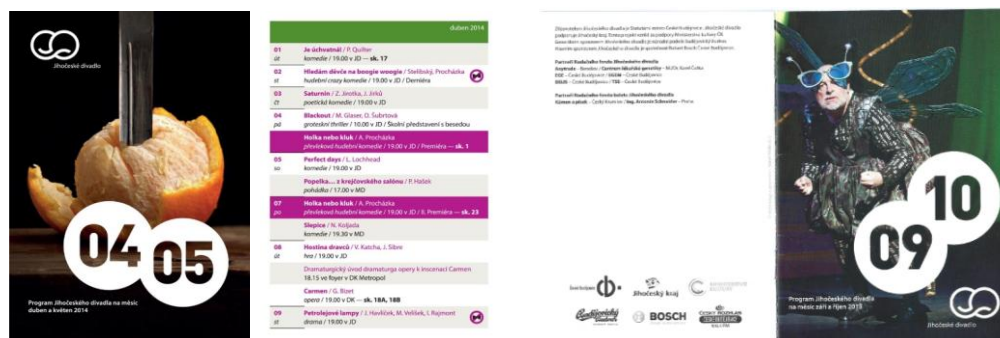 Jihočeské divadlo
04
05
Program Jihočeského divadla na měsíc
duben a květen 2014
duben 2014
01 Je úchvatná! / P. Quilter
út komedie / 19.00 v JD — sk. 17
02 Hledám děvče na boogie woogie / Stelibský, Procházka
st hudební crazy komedie / 19.00 v JD / Derniéra
03 Saturnin / Z. Jirotka, J. Jirků
čt poetická komedie / 19.00 v JD
04 Blackout / M. Glaser, O. Šubrtová
pá groteskní thriller / 10.00 v JD / Školní představení s besedou
Holka nebo kluk / A. Procházka
převleková hudební komedie / 19.00 v JD / Premiéra — sk. 1
05 Perfect days / L. Lochhead
so komedie / 19.00 v JD
Popelka... z krejčovského salónu / P. Hašek
pohádka / 17.00 v MD
07 Holka nebo kluk / A. Procházka
po převleková hudební komedie / 19.00 v JD / II. Premiéra — sk. 23
Slepice / N. Koljada
komedie / 19.30 v MD
08 Hostina dravců / V. Katcha, J. Sibre
út hra / 19.00 v JD
Dramaturgický úvod dramaturga opery k inscenaci Carmen
18.15 ve foyer v DK Metropol
Carmen / G. Bizet
opera / 19.00 v DK — sk. 18A, 18B
09 Petrolejové lampy / J. Havlíček, M. Velíšek, I. Rajmont
st drama / 19.00 v JD
Jihočeský kraj
BOSCH
10
09
Program Jihočeského divadla
na měsíc září a říjen 2013
Jihočeské divadlo